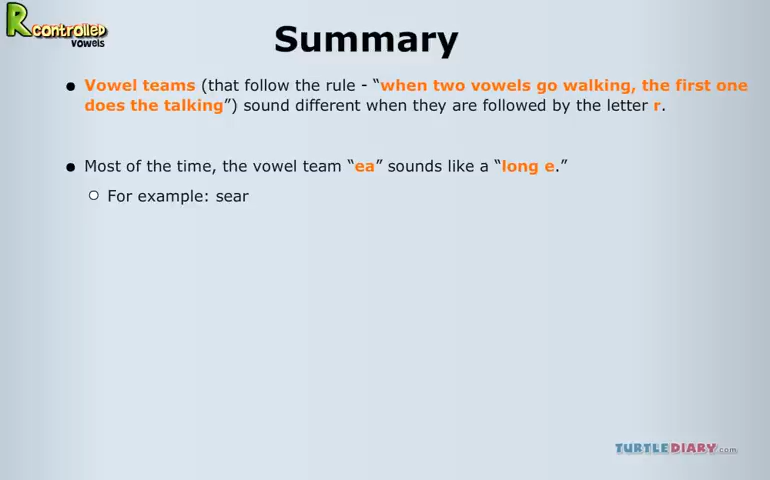 R controlled
vowels
Summary
● Vowel teams (that follow the rule - “when two vowels go walking, the first one
does the talking”) sound different when they are followed by the letter r.
● Most of the time, the vowel team “ea” sounds like a “long e.”
○ For example: sear
TURTLEDIARY.com